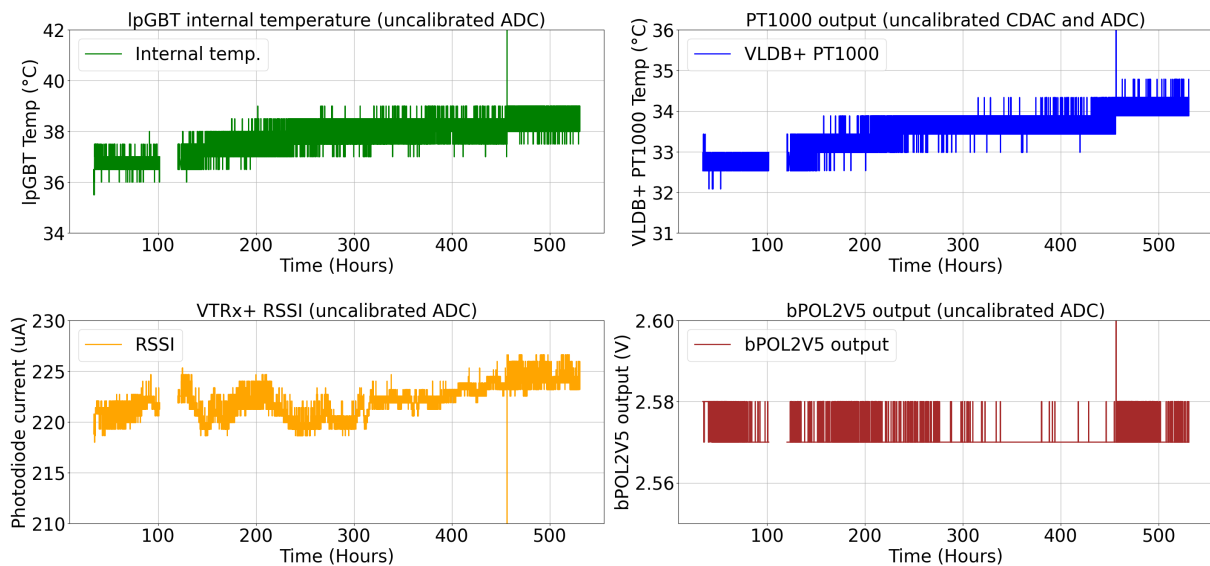 lpGBT internal temperature (uncalibrated ADC)
lpGBT Temp (°C)
42
40
38
36
34
Internal temp.
100
200
300
400
500
Time (Hours)
PT1000 output (uncalibrated CDAC and ADC)
VLDB+ PT1000 Temp (°C)
36
35
34
33
32
31
VLDB+ PT1000
100
200
300
400
500
Time (Hours)
VTRx+ RSSI (uncalibrated ADC)
Photodiode current (uA)
230
225
220
215
210
RSSI
100
200
300
400
500
Time (Hours)
bPOL2V5 output (uncalibrated ADC)
bPOL2V5 output (V)
2.60
2.58
2.56
bPOL2V5 output
100
200
300
400
500
Time (Hours)